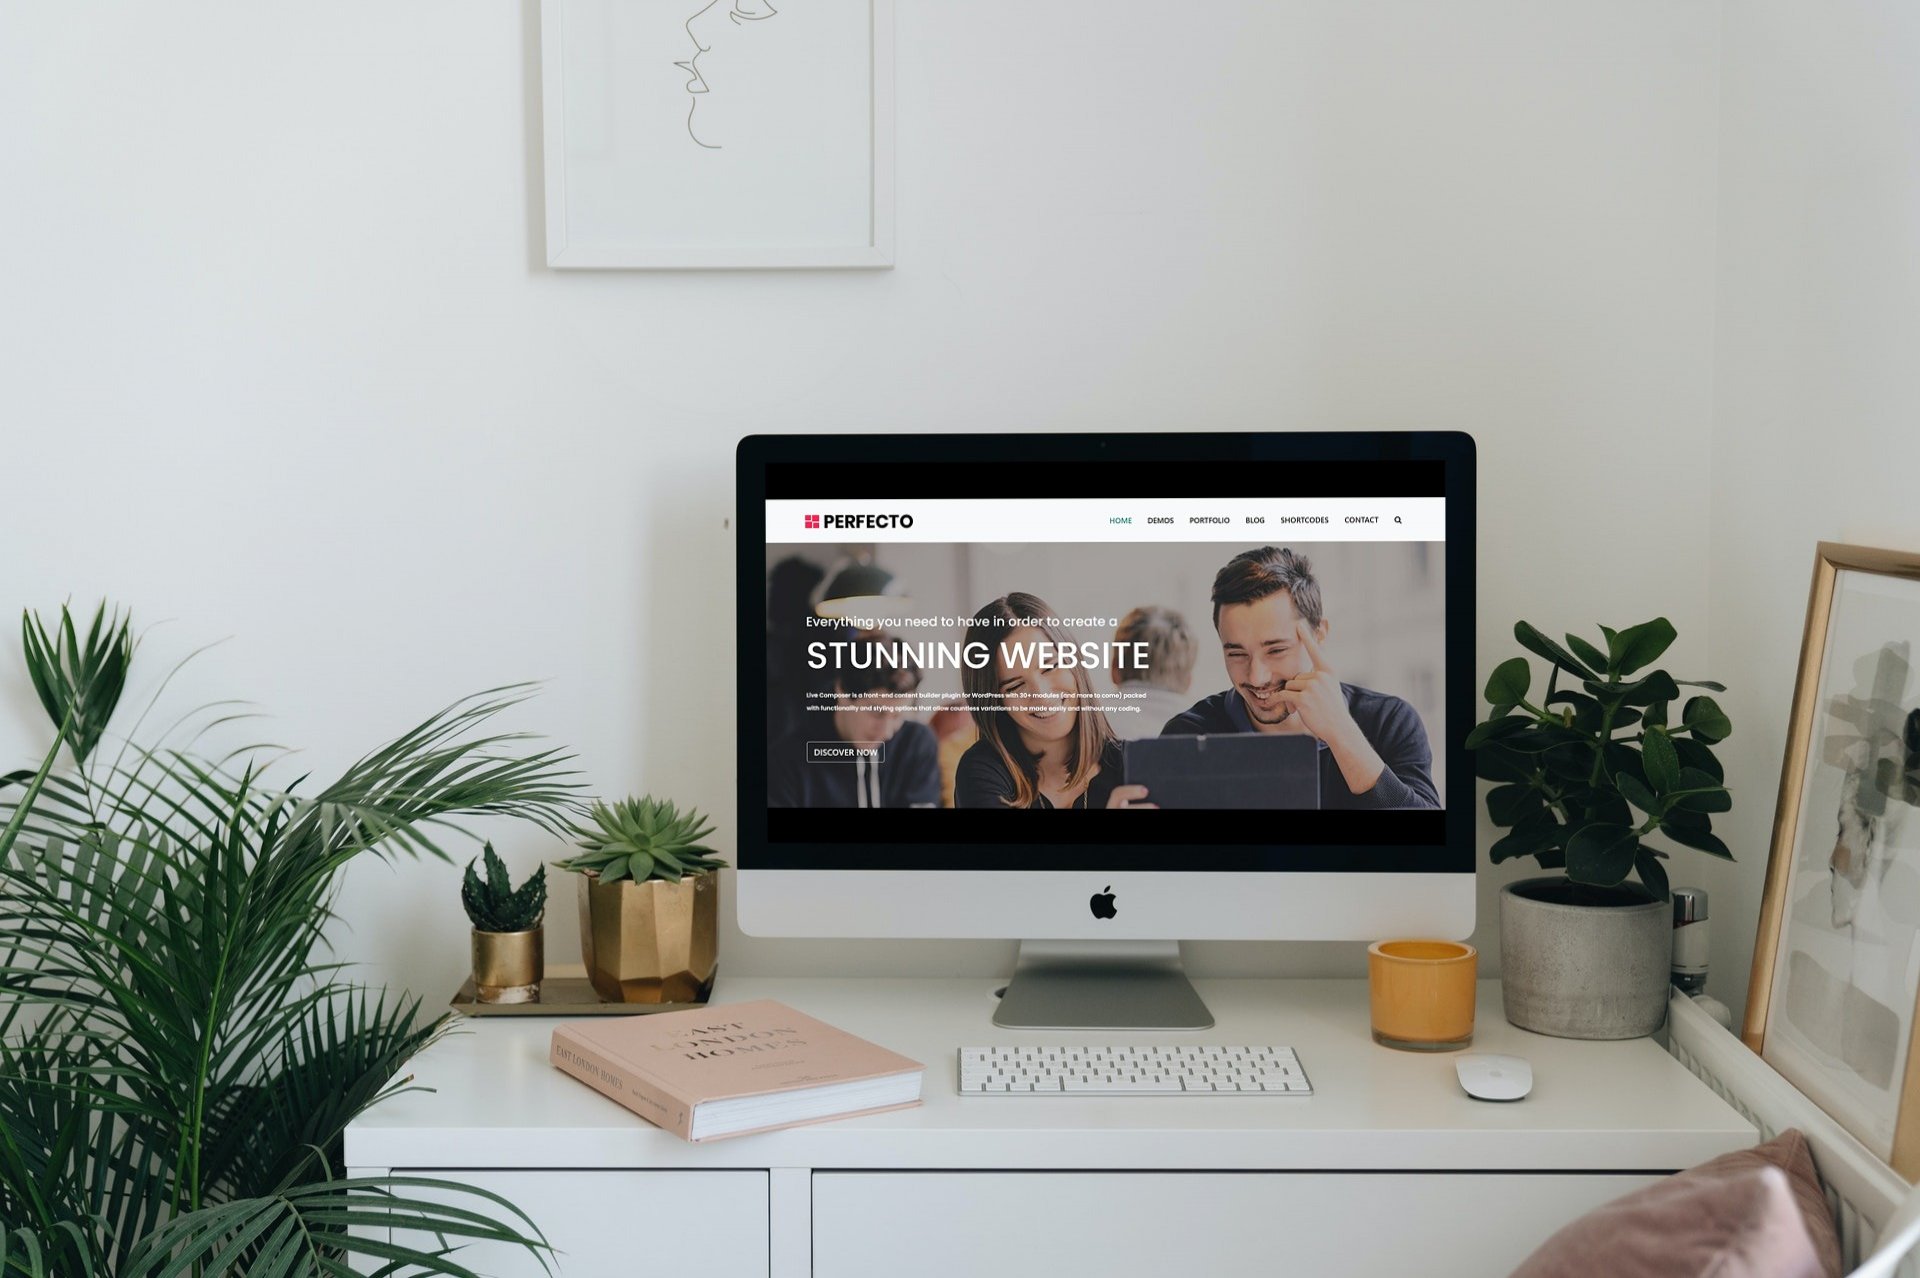 PERFECTO
HOME DEMOS PORTFOLIO BLOG SHORTCODES CONTACT
Everything you need to have in order to create a
STUNNING WEBSITE
Live Composer is a front-end content builder plugin for WordPress with 30+ modules (and more to come) packed
with functionality and styling options that allow countless variations to be made easily and without any coding.
DISCOVER NOW
EAST
LONDON
HOMES
EAST LONDON HOMES